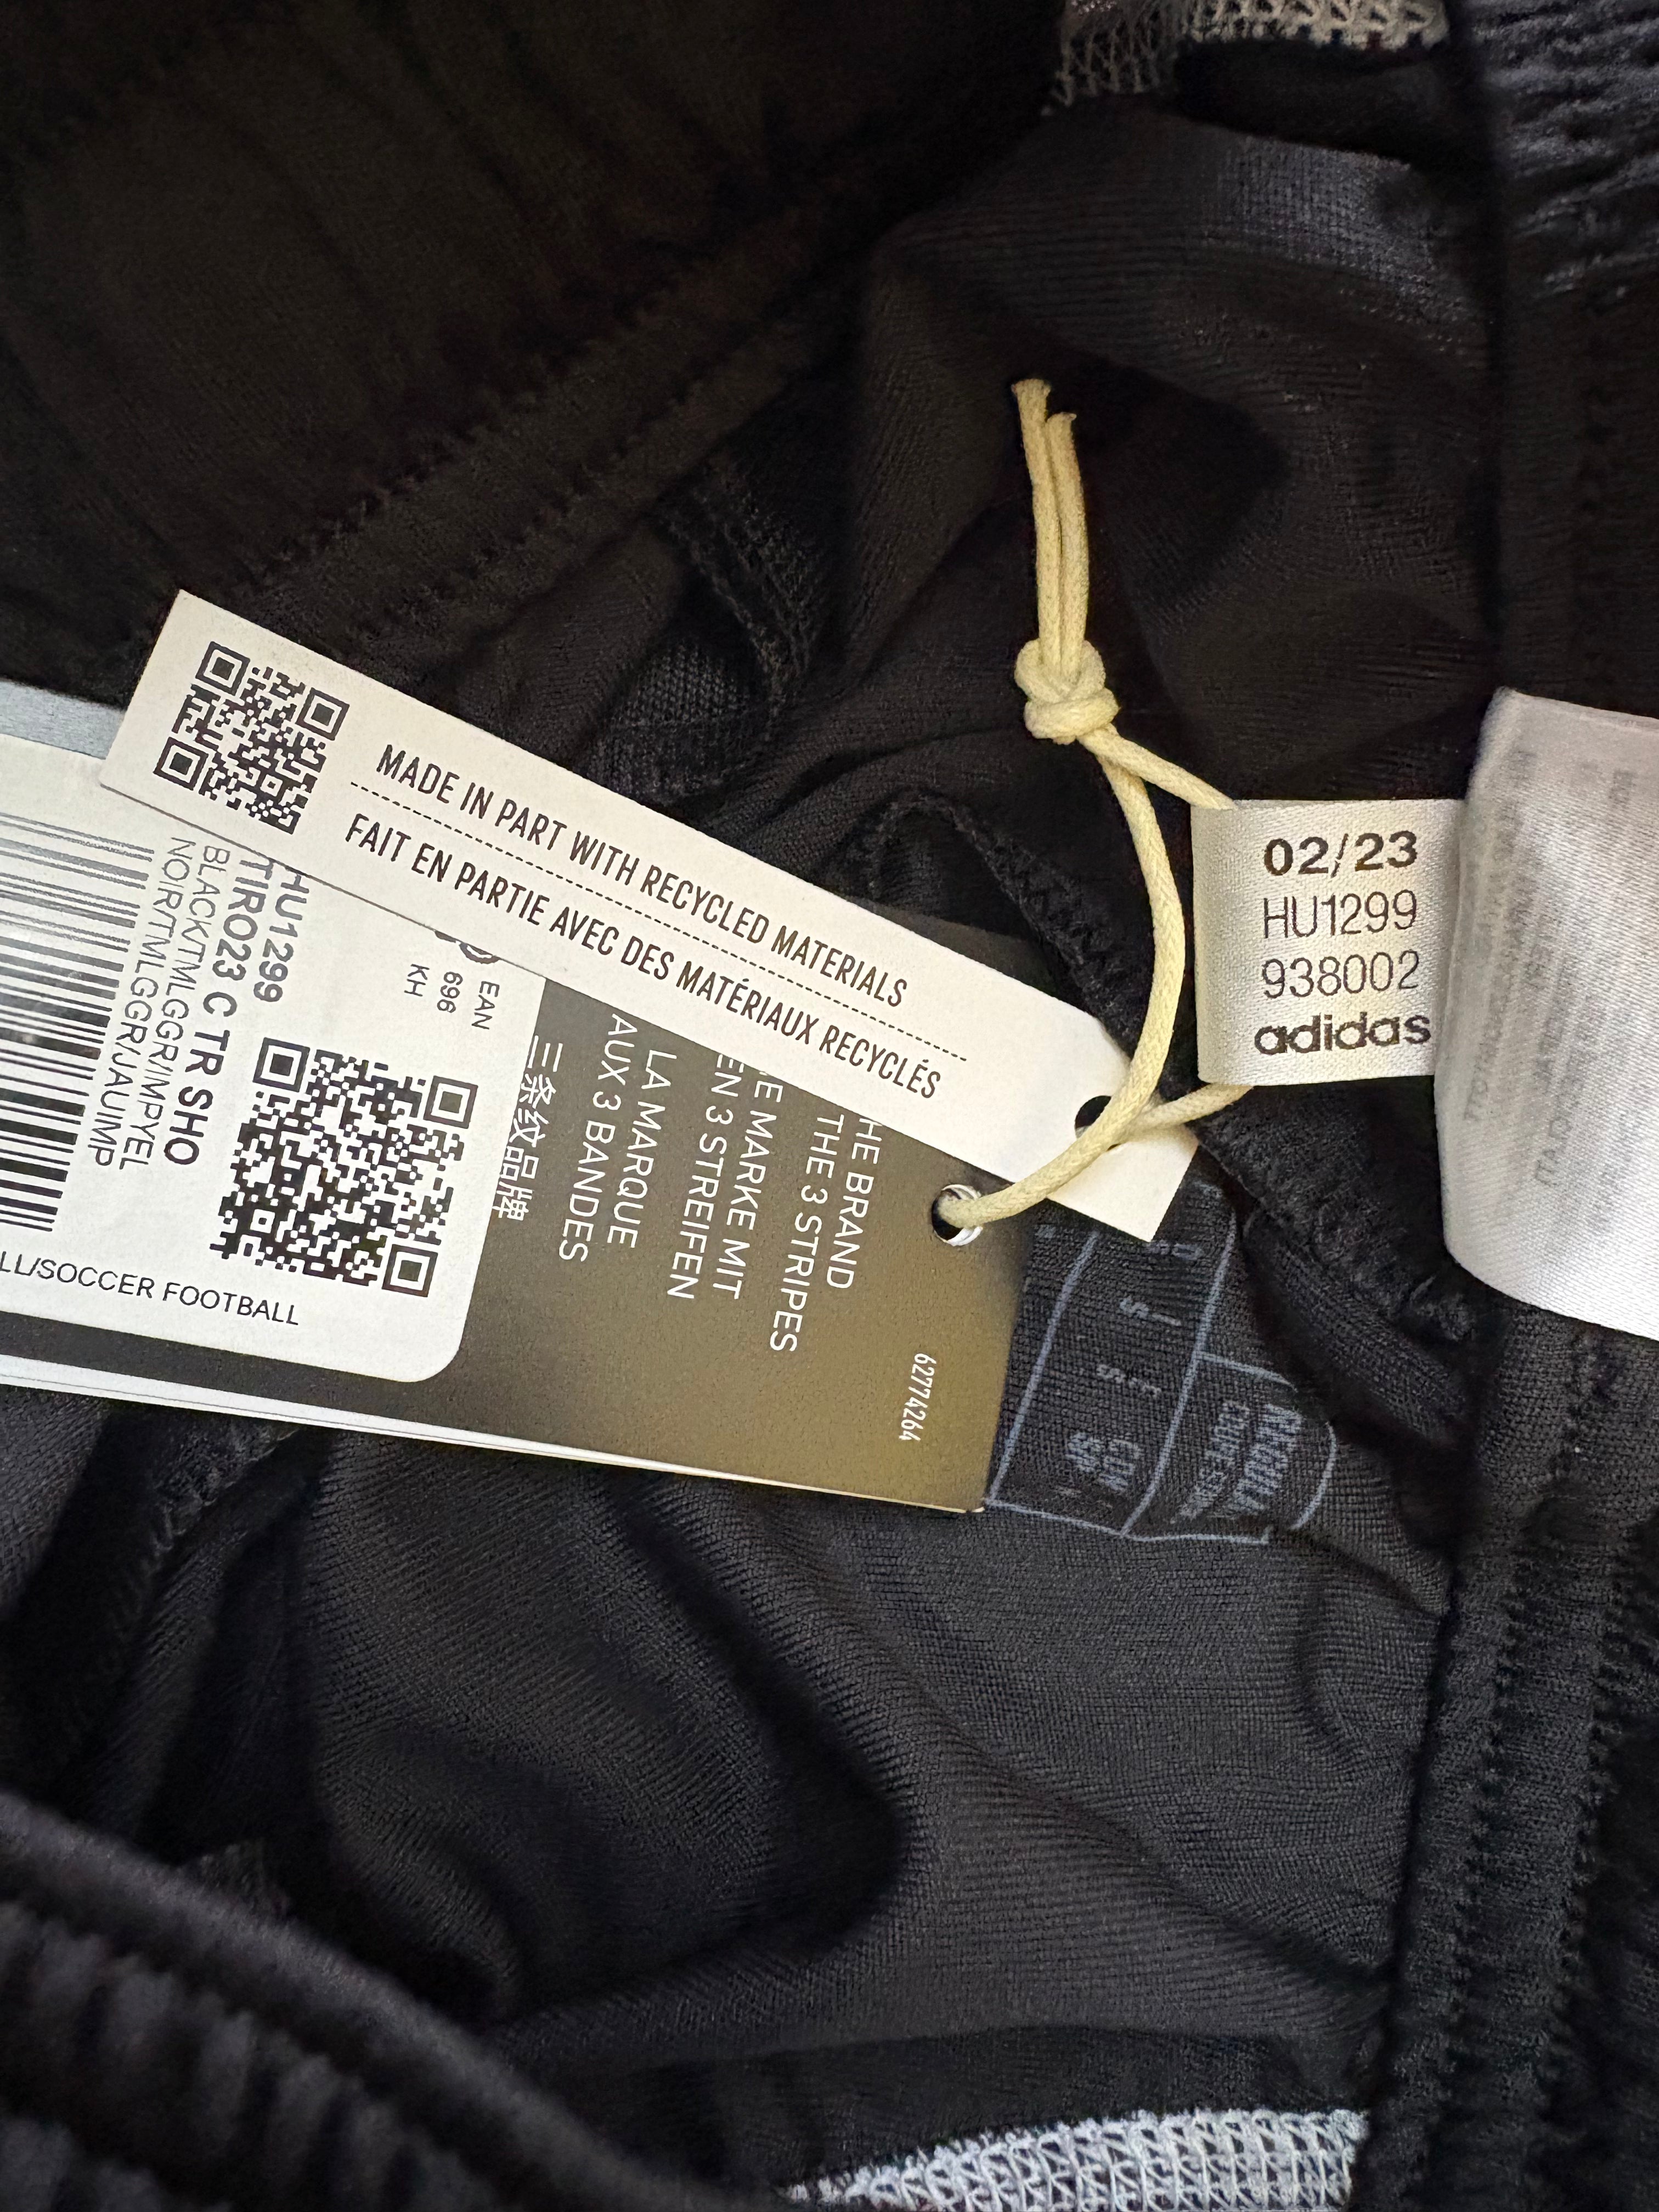 MADE IN PART WITH RECYCLED MATERIALS
FAIT EN PARTIE AVEC DES MATÉRIAUX RECYCLÉS
02/23
HU1299
938002
adidas
HU1299
TIRO23 C TR SHO
BLACK/TMLGGR/IMPYEL
NOIR/TMLGGR/JAUIMP
EAN
696
KH
LL/SOCCER FOOTBALL
HE BRAND
THE 3 STRIPES
E MARKE MIT
EN 3 STREIFEN
LA MARQUE
AUX 3 BANDES
三条纹品牌
62774264
REGULAR
S
S